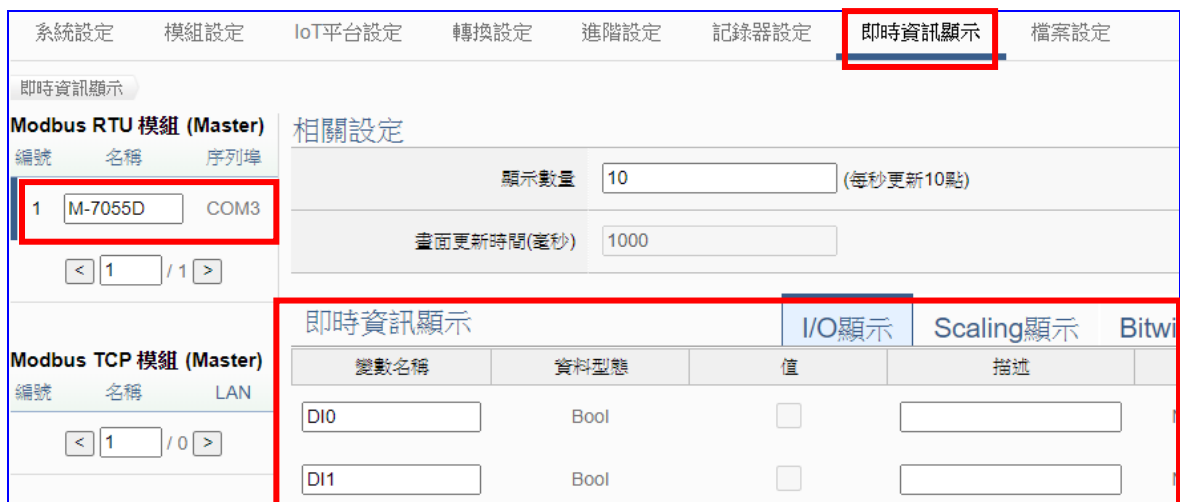 系統設定 模組設定 IoT平台設定 轉換設定 進階設定 記錄器設定 即時資訊顯示 檔案設定
即時資訊顯示
Modbus RTU 模組 (Master)
編號 名稱 序列埠
1 M-7055D COM3
< 1 / 1 >
Modbus TCP 模組 (Master)
編號 名稱 LAN
< 1 / 0 >
相關設定
顯示數量 10 (每秒更新10點)
畫面更新時間(毫秒) 1000
即時資訊顯示 I/O顯示 Scaling顯示 Bitwi
變數名稱 資料型態 值 描述
DI0 Bool
DI1 Bool